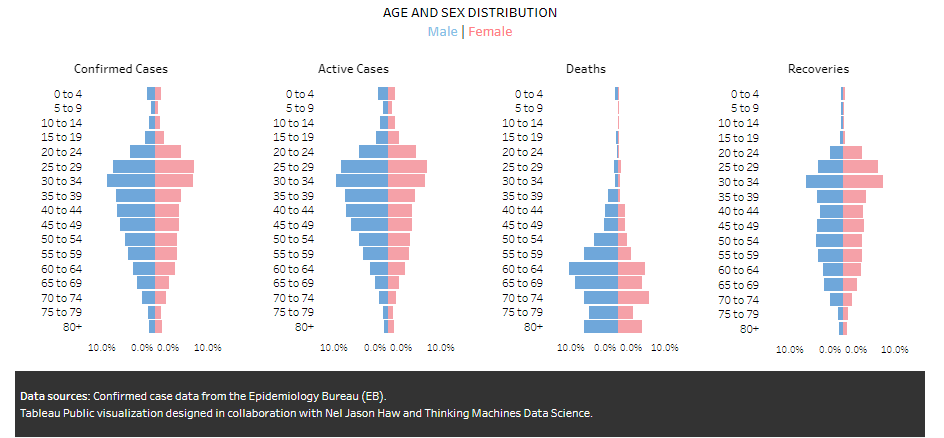 AGE AND SEX DISTRIBUTION
Male | Female
Confirmed Cases
0 to 4
5 to 9
10 to 14
15 to 19
20 to 24
25 to 29
30 to 34
35 to 39
40 to 44
45 to 49
50 to 54
55 to 59
60 to 64
65 to 69
70 to 74
75 to 79
80+
10.0% 0.0% 0.0% 10.0%
Active Cases
0 to 4
5 to 9
10 to 14
15 to 19
20 to 24
25 to 29
30 to 34
35 to 39
40 to 44
45 to 49
50 to 54
55 to 59
60 to 64
65 to 69
70 to 74
75 to 79
80+
10.0% 0.0% 0.0% 10.0%
Deaths
0 to 4
5 to 9
10 to 14
15 to 19
20 to 24
25 to 29
30 to 34
35 to 39
40 to 44
45 to 49
50 to 54
55 to 59
60 to 64
65 to 69
70 to 74
75 to 79
80+
10.0% 0.0% 0.0% 10.0%
Recoveries
0 to 4
5 to 9
10 to 14
15 to 19
20 to 24
25 to 29
30 to 34
35 to 39
40 to 44
45 to 49
50 to 54
55 to 59
60 to 64
65 to 69
70 to 74
75 to 79
80+
10.0% 0.0% 0.0% 10.0%
Data sources: Confirmed case data from the Epidemiology Bureau (EB).
Tableau Public visualization designed in collaboration with Nel Jason Haw and Thinking Machines Data Science.